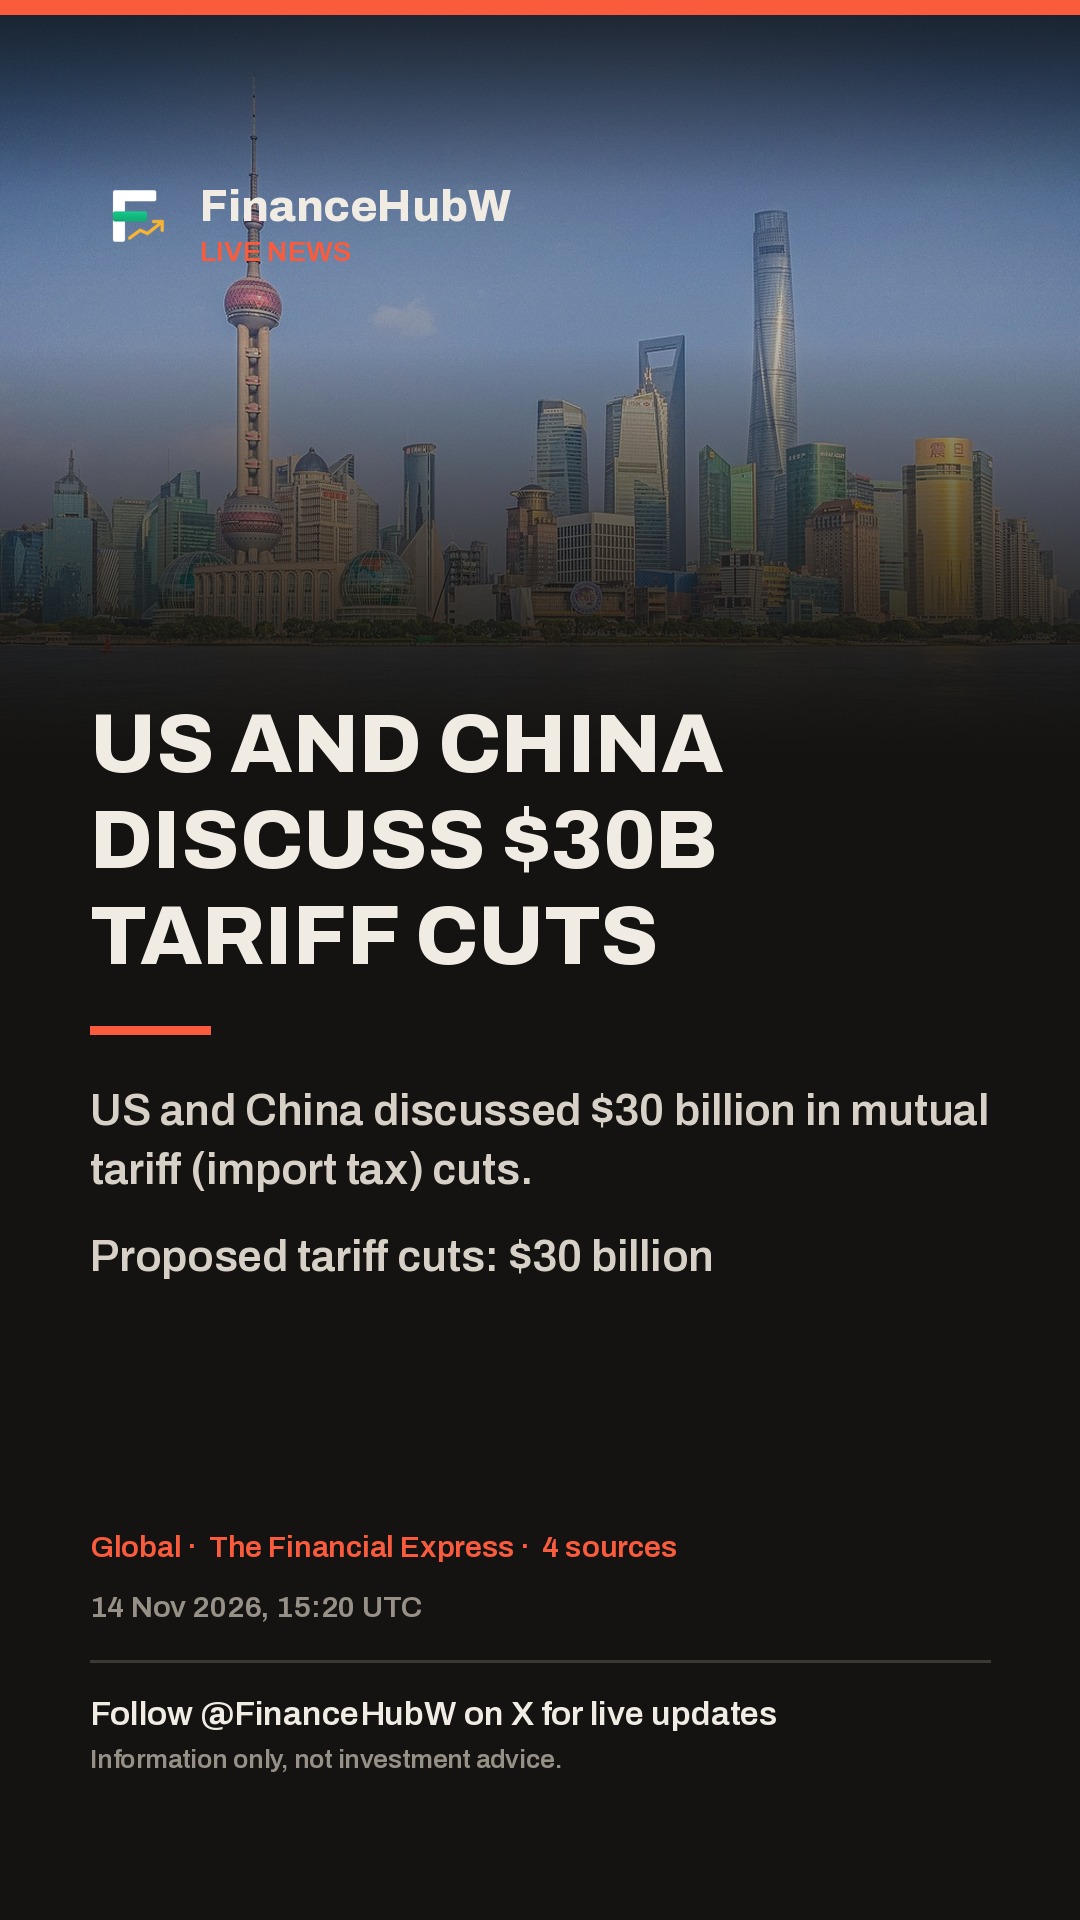 FinanceHubW
LIVE NEWS
震旦
US AND CHINA
DISCUSS $30B
TARIFF CUTS
US and China discussed $30 billion in mutual
tariff (import tax) cuts.
Proposed tariff cuts: $30 billion
Global · The Financial Express · 4 sources
14 Nov 2026, 15:20 UTC
Follow @FinanceHubW on X for live updates
Information only, not investment advice.